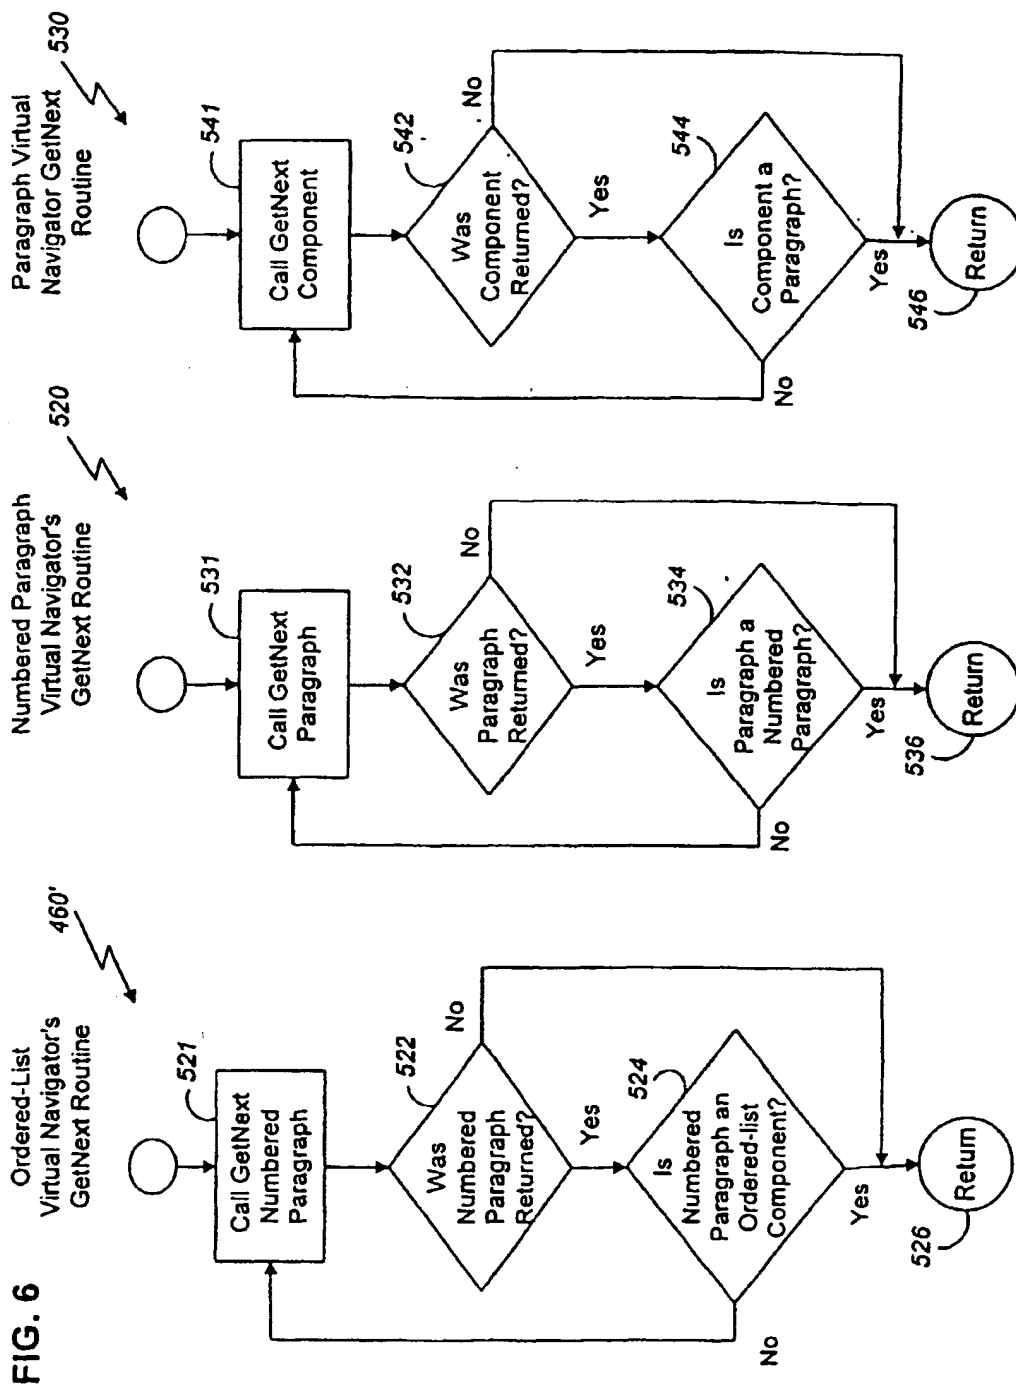 FIG. 6
Ordered-List
Virtual Navigator's
GetNext Routine
460'
521
Call GetNext
Numbered
Paragraph
522
Was
Numbered
Paragraph
Returned?
No
Yes
524
Is
Numbered
Paragraph an
Ordered-list
Component?
No
Yes
526
Return
Numbered Paragraph
Virtual Navigator's
GetNext Routine
520
531
Call GetNext
Paragraph
532
Was
Paragraph
Returned?
No
Yes
534
Is
Paragraph a
Numbered
Paragraph?
No
Yes
536
Return
Paragraph Virtual
Navigator GetNext
Routine
530
541
Call GetNext
Component
542
Was
Component
Returned?
No
Yes
544
Is
Component a
Paragraph?
No
Yes
546
Return